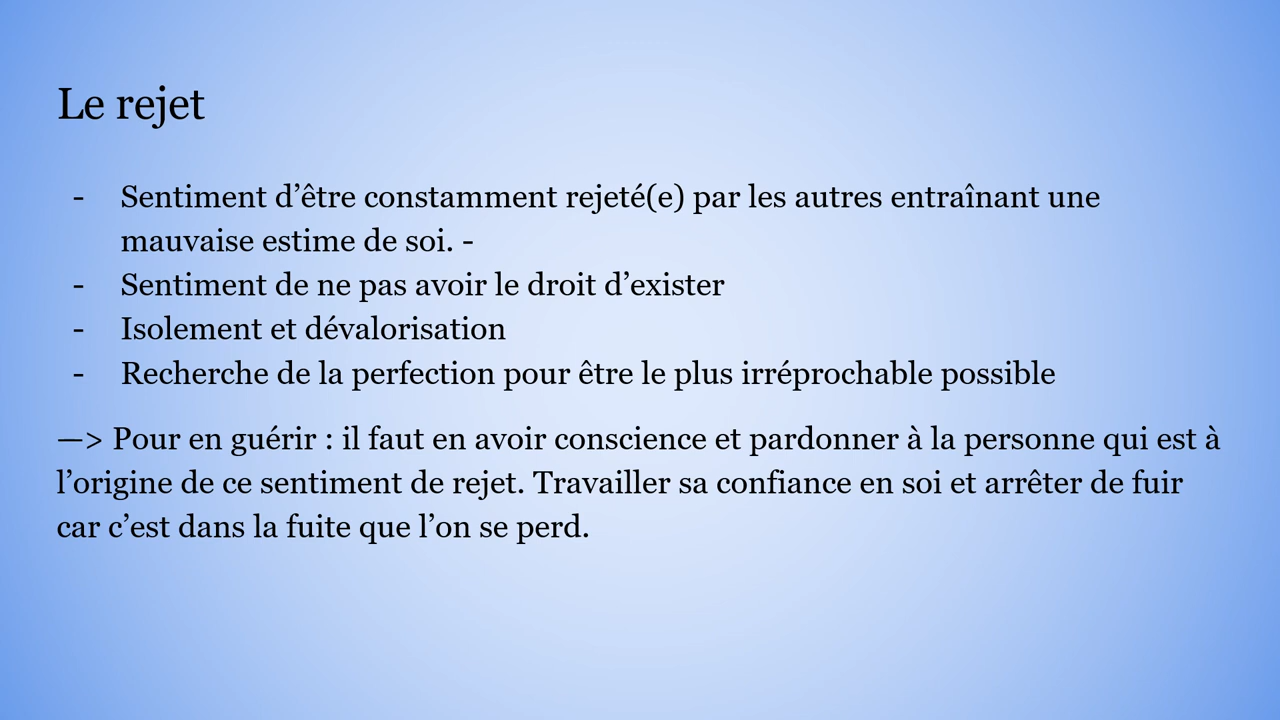 Le rejet
- Sentiment d’être constamment rejeté(e) par les autres entraînant une
mauvaise estime de soi. -
- Sentiment de ne pas avoir le droit d’exister
- Isolement et dévalorisation
- Recherche de la perfection pour être le plus irréprochable possible
—> Pour en guérir : il faut en avoir conscience et pardonner à la personne qui est à
l’origine de ce sentiment de rejet. Travailler sa confiance en soi et arrêter de fuir
car c’est dans la fuite que l’on se perd.